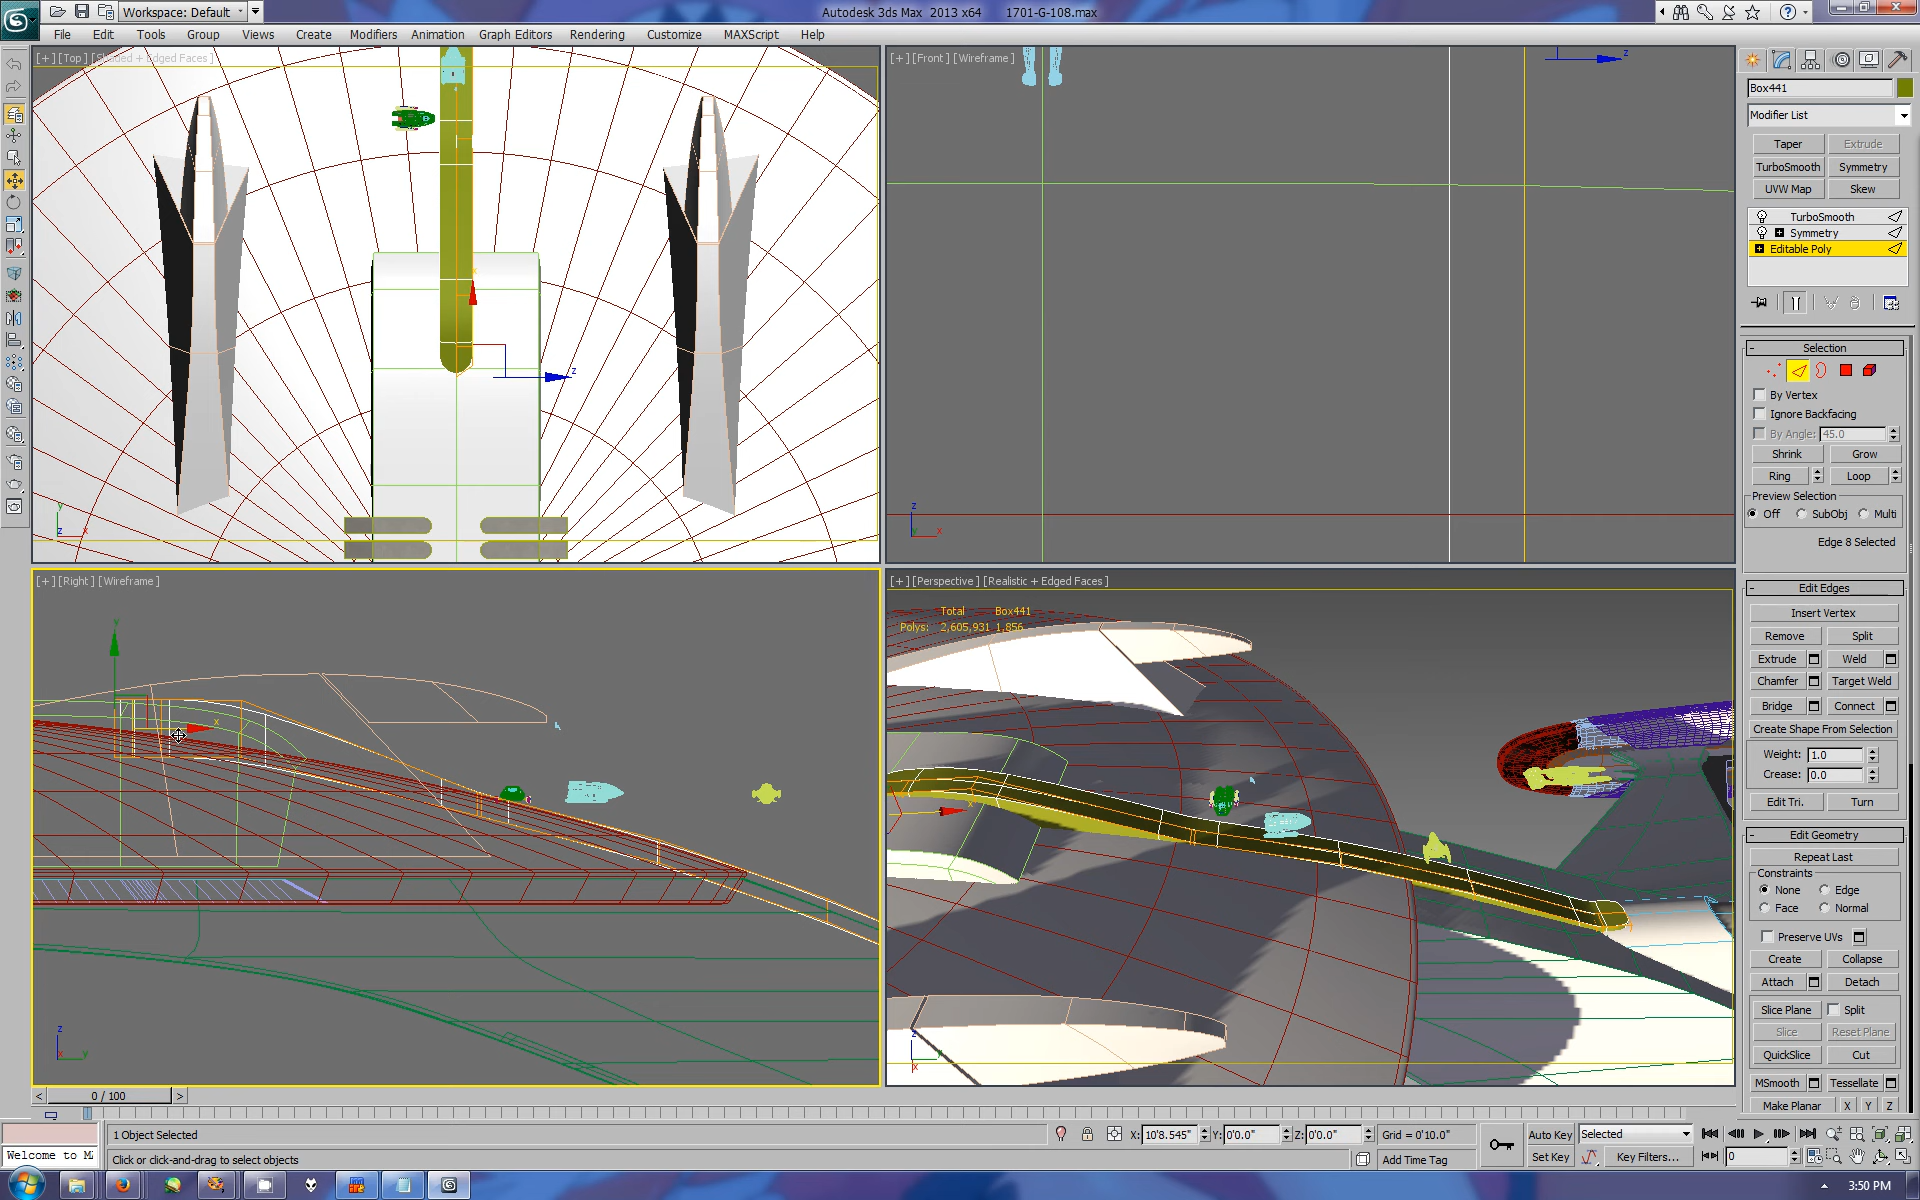 Workspace: Default
Autodesk 3ds Max 2013 x64 1701-G-108.max
File Edit Tools Group Views Create Modifiers Animation Graph Editors Rendering Customize MAXScript Help
[+] [Top] [Shaded + Edged Faces]
[+] [Front] [Wireframe]
z
Box441
Modifier List
Taper Extrude
TurboSmooth Symmetry
UVW Map Skew
TurboSmooth
Symmetry
Editable Poly
Selection
By Vertex
Ignore Backfacing
By Angle: 45.0
Shrink Grow
Ring Loop
Preview Selection
Off SubObj Multi
Edge 8 Selected
z
y
z x
z
x
[+] [Right] [Wireframe]
[+] [Perspective] [Realistic + Edged Faces]
Total Box441
Polys: 2,605,931 1,856
Edit Edges
Insert Vertex
Remove Split
Extrude Weld
Chamfer Target Weld
Bridge Connect
Create Shape From Selection
Weight: 1.0
Crease: 0.0
Edit Tri. Turn
Edit Geometry
Repeat Last
Constraints
None Edge
Face Normal
Preserve UVs
Create Collapse
Attach Detach
Slice Plane Split
Slice Reset Plane
QuickSlice Cut
MSmooth Tessellate
Make Planar X Y Z
y
x
z
x y
z
x
< 0 / 100 >
1 Object Selected
X: 10'8.545" Y: 0'0.0" Z: 0'0.0" Grid = 0'10.0"
Auto Key Selected
Welcome to M
Click or click-and-drag to select objects
Add Time Tag
Set Key Key Filters... 0
3:50 PM